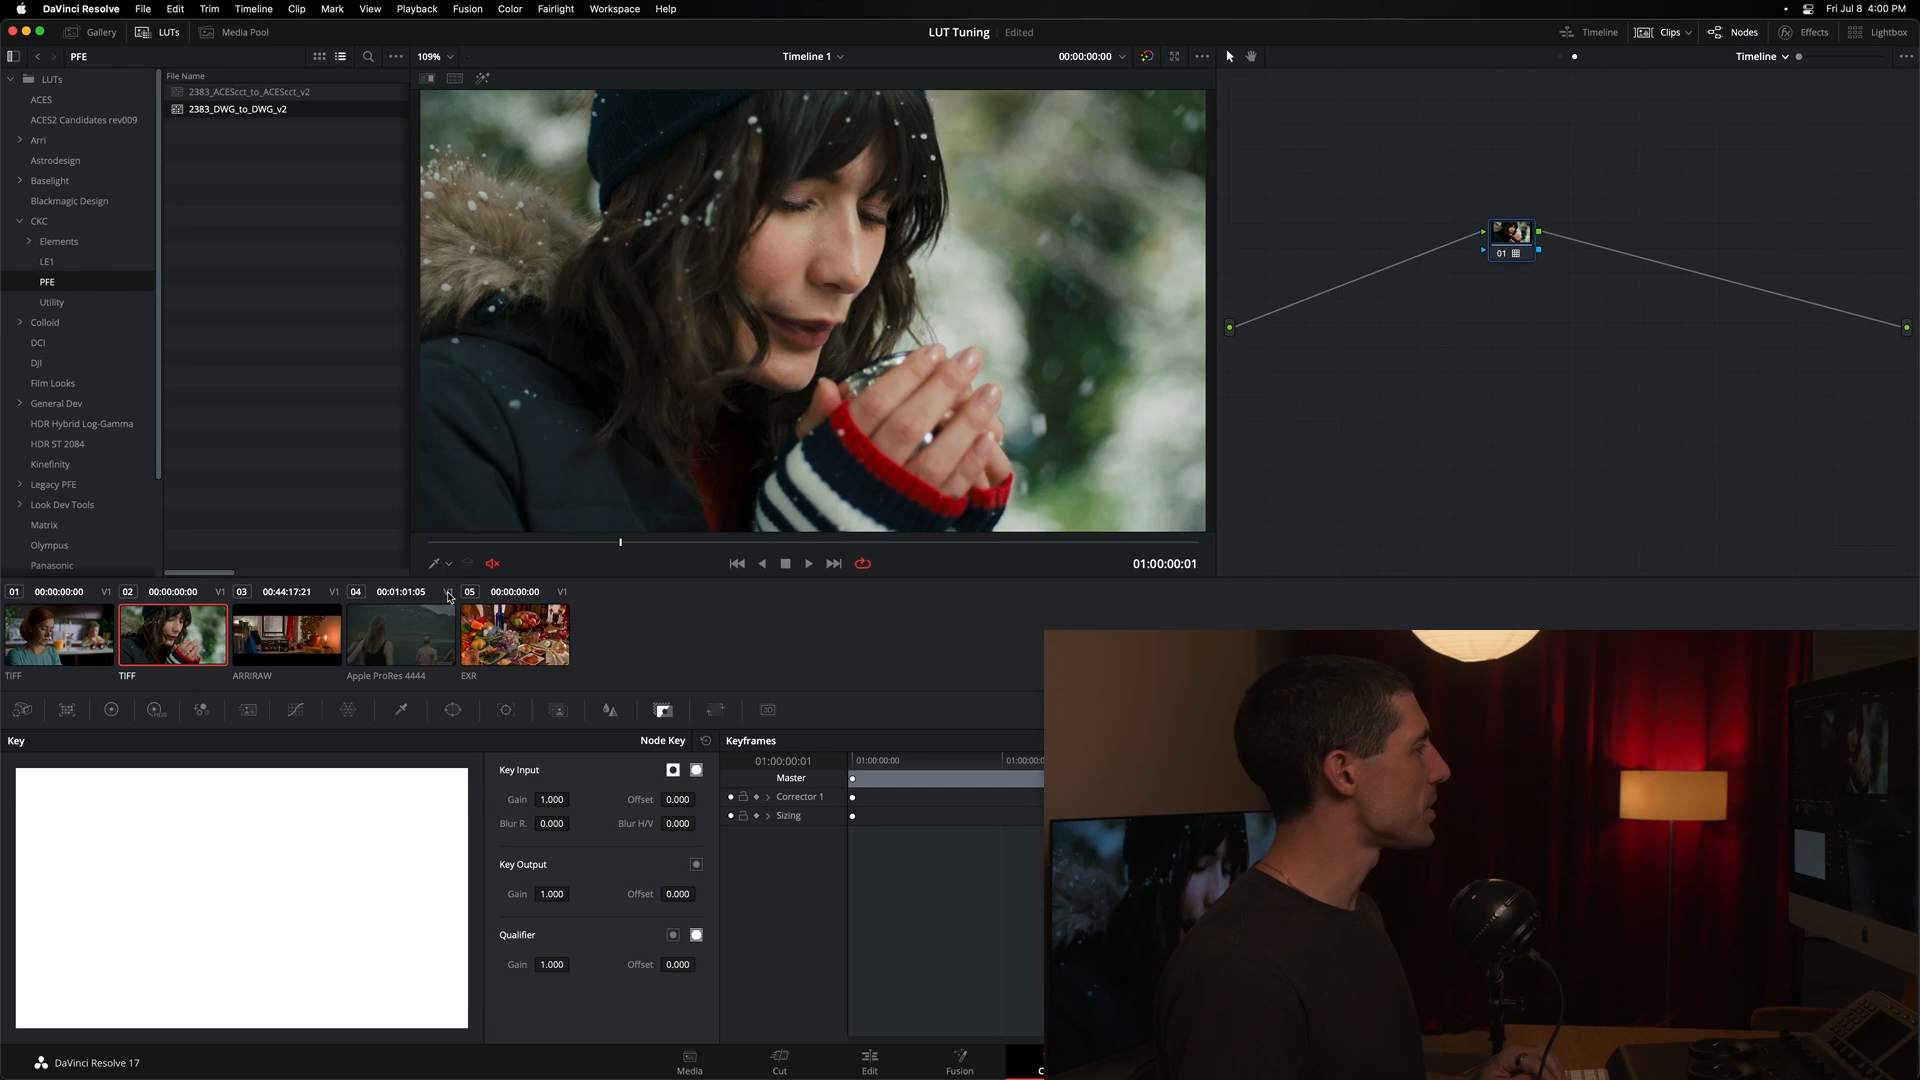 DaVinci Resolve File Edit Trim Timeline Clip Mark View Playback Fusion Color Fairlight Workspace Help Fri Jul 8 4:00 PM
Gallery LUTs Media Pool LUT Tuning Edited Timeline Clips Nodes Effects Lightbox
PFE 109% Timeline 1 00:00:00:00 Timeline
LUTs
ACES
ACES2 Candidates rev009
Arri
Astrodesign
Baselight
Blackmagic Design
CKC
Elements
LE1
PFE
Utility
Colloid
DCI
DJI
Film Looks
General Dev
HDR Hybrid Log-Gamma
HDR ST 2084
Kinefinity
Legacy PFE
Look Dev Tools
Matrix
Olympus
Panasonic
File Name
2383_ACEScct_to_ACEScct_v2
2383_DWG_to_DWG_v2
01
01:00:00:01
01 00:00:00:00 V1 02 00:00:00:00 V1 03 00:44:17:21 V1 04 00:01:01:05 05 00:00:00:00 V1
TIFF TIFF ARRIRAW Apple ProRes 4444 EXR
HDR
3D
Key Node Key
Key Input
Gain 1.000 Offset 0.000
Blur R. 0.000 Blur H/V 0.000
Key Output
Gain 1.000 Offset 0.000
Qualifier
Gain 1.000 Offset 0.000
Keyframes
01:00:00:01 01:00:00:00
Master
Corrector 1
Sizing
DaVinci Resolve 17 Media Cut Edit Fusion